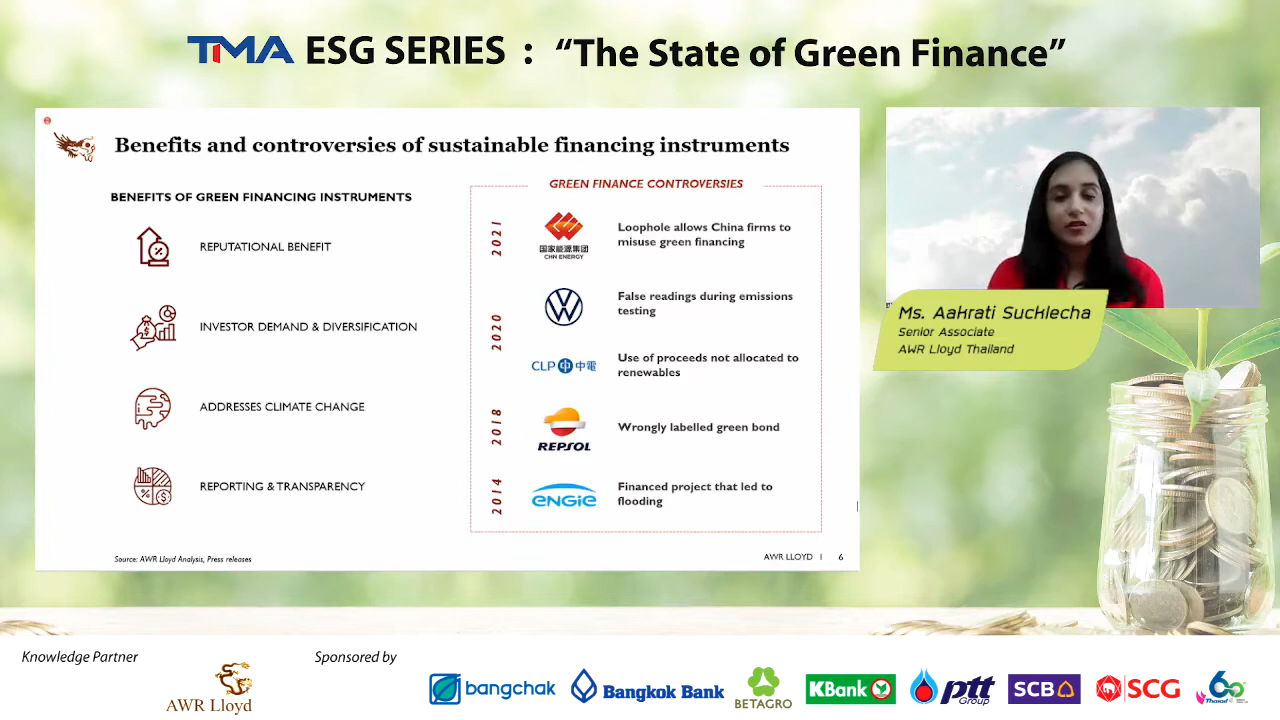 TMA ESG SERIES : “The State of Green Finance”
Benefits and controversies of sustainable financing instruments
BENEFITS OF GREEN FINANCING INSTRUMENTS
REPUTATIONAL BENEFIT
INVESTOR DEMAND & DIVERSIFICATION
ADDRESSES CLIMATE CHANGE
REPORTING & TRANSPARENCY
GREEN FINANCE CONTROVERSIES
2021
国家能源集团
CHN ENERGY
Loophole allows China firms to
misuse green financing
2020
False readings during emissions
testing
CLP 中電
Use of proceeds not allocated to
renewables
2018
REPSOL
Wrongly labelled green bond
2014
ENGIE
Financed project that led to
flooding
Source: AWR Lloyd Analysis, Press releases
AWR LLOYD | 6
Ms. Aakrati Sucklecha
Senior Associate
AWR Lloyd Thailand
Knowledge Partner
AWR Lloyd
Sponsored by
bangchak
Bangkok Bank
BETAGRO
KBank
ptt
Group
SCB
SCG
60